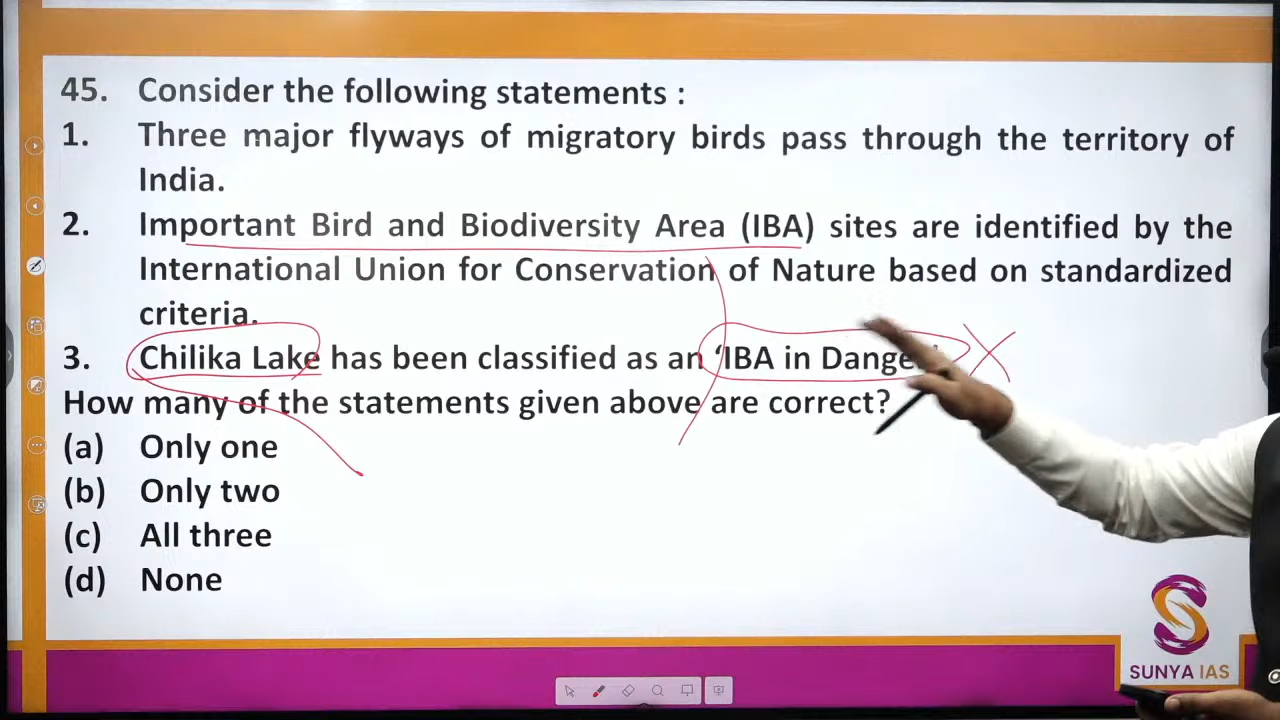 45. Consider the following statements :
1. Three major flyways of migratory birds pass through the territory of
India.
2. Important Bird and Biodiversity Area (IBA) sites are identified by the
International Union for Conservation of Nature based on standardized
criteria.
3. Chilika Lake has been classified as an ‘IBA in
How many of the statements given above are correct?
(a) Only one
(b) Only two
(c) All three
(d) None
SUNYA IAS